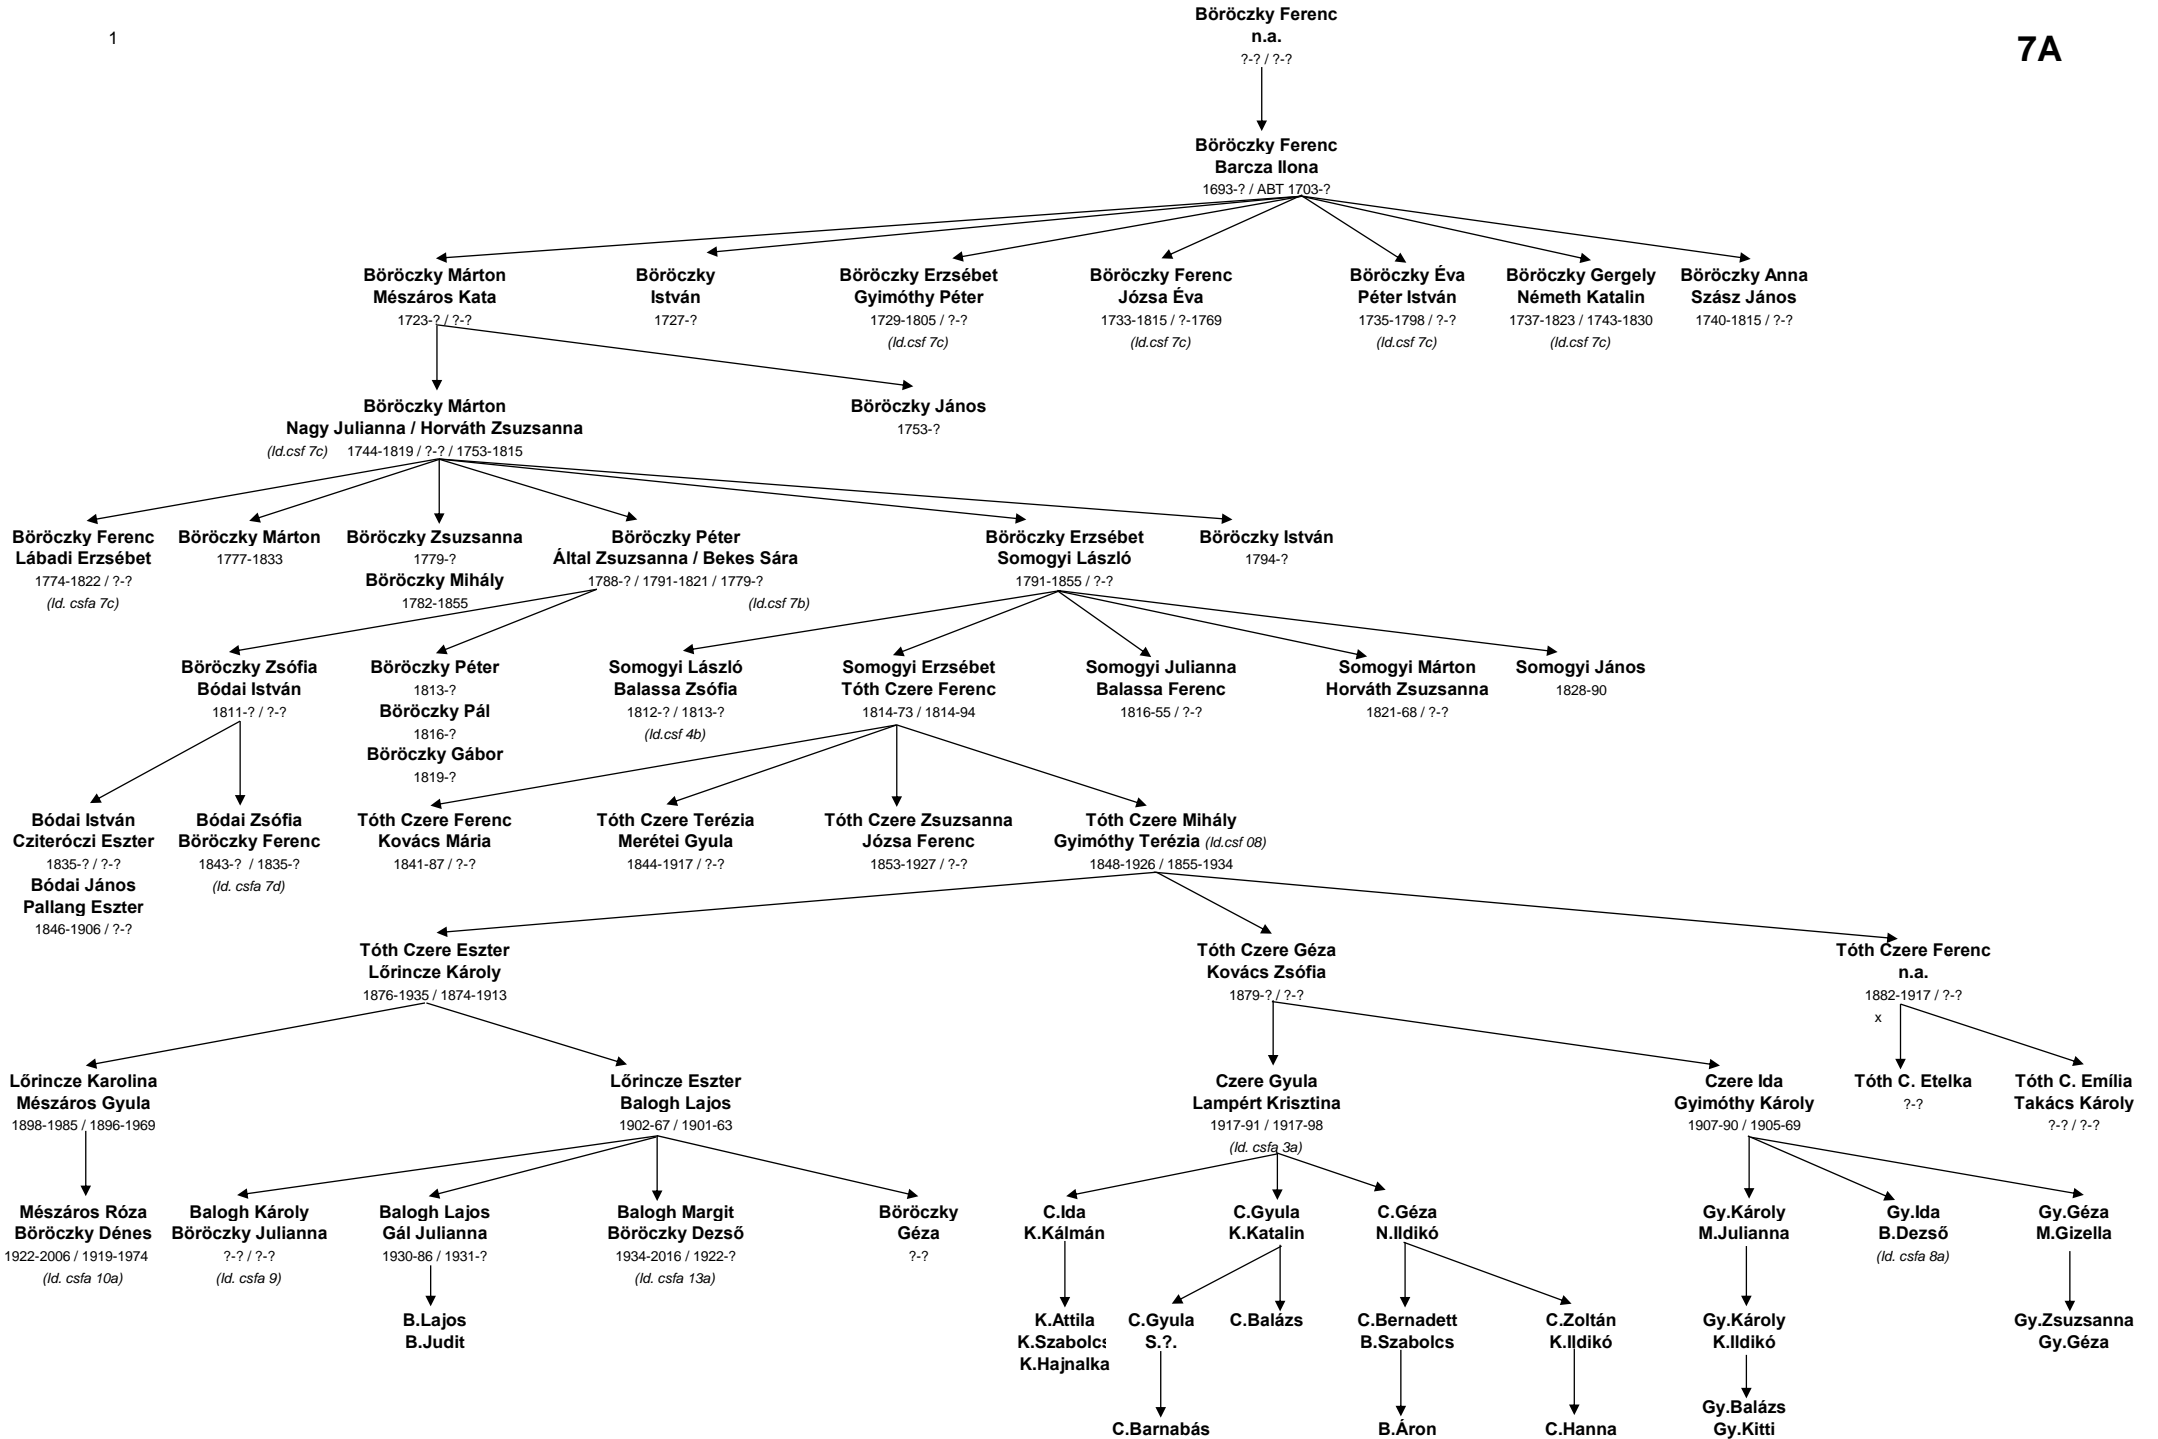 1
7A
Böröczky Ferenc
n.a.
?-? / ?-?
Böröczky Ferenc
Barcza Ilona
1693-? / ABT 1703-?
Böröczky Márton
Mészáros Kata
1723-? / ?-?
Böröczky
István
1727-?
Böröczky Erzsébet
Gyimóthy Péter
1729-1805 / ?-?
(ld.csf 7c)
Böröczky Ferenc
Józsa Éva
1733-1815 / ?-1769
(ld.csf 7c)
Böröczky Éva
Péter István
1735-1798 / ?-?
(ld.csf 7c)
Böröczky Gergely
Németh Katalin
1737-1823 / 1743-1830
(ld.csf 7c)
Böröczky Anna
Szász János
1740-1815 / ?-?
Böröczky Márton
Nagy Julianna / Horváth Zsuzsanna
(ld.csf 7c) 1744-1819 / ?-? / 1753-1815
Böröczky János
1753-?
Böröczky Ferenc
Lábadi Erzsébet
1774-1822 / ?-?
(ld. csfa 7c)
Böröczky Márton
1777-1833
Böröczky Zsuzsanna
1779-?
Böröczky Mihály
1782-1855
Böröczky Péter
Által Zsuzsanna / Bekes Sára
1788-? / 1791-1821 / 1779-?
(ld.csf 7b)
Böröczky Erzsébet
Somogyi László
1791-1855 / ?-?
Böröczky István
1794-?
Böröczky Zsófia
Bódai István
1811-? / ?-?
Böröczky Péter
1813-?
Böröczky Pál
1816-?
Böröczky Gábor
1819-?
Somogyi László
Balassa Zsófia
1812-? / 1813-?
(ld.csf 4b)
Somogyi Erzsébet
Tóth Czere Ferenc
1814-73 / 1814-94
Somogyi Julianna
Balassa Ferenc
1816-55 / ?-?
Somogyi Márton
Horváth Zsuzsanna
1821-68 / ?-?
Somogyi János
1828-90
Bódai István
Cziteróczi Eszter
1835-? / ?-?
Bódai János
Pallang Eszter
1846-1906 / ?-?
Bódai Zsófia
Böröczky Ferenc
1843-? / 1835-?
(ld. csfa 7d)
Tóth Czere Ferenc
Kovács Mária
1841-87 / ?-?
Tóth Czere Terézia
Merétei Gyula
1844-1917 / ?-?
Tóth Czere Zsuzsanna
Józsa Ferenc
1853-1927 / ?-?
Tóth Czere Mihály
Gyimóthy Terézia (ld.csf 08)
1848-1926 / 1855-1934
Tóth Czere Eszter
Lőrincze Károly
1876-1935 / 1874-1913
Tóth Czere Géza
Kovács Zsófia
1879-? / ?-?
Tóth Czere Ferenc
n.a.
1882-1917 / ?-?
x
Lőrincze Karolina
Mészáros Gyula
1898-1985 / 1896-1969
Lőrincze Eszter
Balogh Lajos
1902-67 / 1901-63
Czere Gyula
Lampért Krisztina
1917-91 / 1917-98
(ld. csfa 3a)
Czere Ida
Gyimóthy Károly
1907-90 / 1905-69
Tóth C. Etelka
?-?
Tóth C. Emília
Takács Károly
?-? / ?-?
Mészáros Róza
Böröczky Dénes
1922-2006 / 1919-1974
(ld. csfa 10a)
Balogh Károly
Böröczky Julianna
?-? / ?-?
(ld. csfa 9)
Balogh Lajos
Gál Julianna
1930-86 / 1931-?
Balogh Margit
Böröczky Dezső
1934-2016 / 1922-?
(ld. csfa 13a)
Böröczky
Géza
?-?
C.Ida
K.Kálmán
C.Gyula
K.Katalin
C.Géza
N.Ildikó
Gy.Károly
M.Julianna
Gy.Ida
B.Dezső
(ld. csfa 8a)
Gy.Géza
M.Gizella
B.Lajos
B.Judit
K.Attila
K.Szabolcs
K.Hajnalka
C.Gyula
S.?.
C.Balázs
C.Bernadett
B.Szabolcs
C.Zoltán
K.Ildikó
Gy.Károly
K.Ildikó
Gy.Zsuzsanna
Gy.Géza
C.Barnabás
B.Áron
C.Hanna
Gy.Balázs
Gy.Kitti